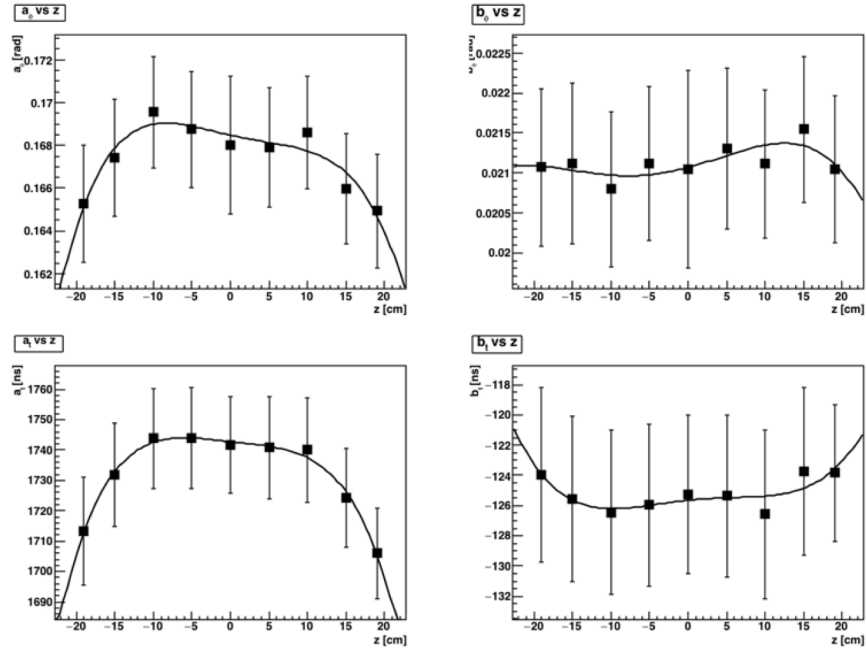 a_φ vs z
a_φ [rad]
0.172
0.17
0.168
0.166
0.164
0.162
−20 −15 −10 −5 0 5 10 15 20
z [cm]
b_φ vs z
0.0225
0.022
0.0215
0.021
0.0205
0.02
−20 −15 −10 −5 0 5 10 15 20
z [cm]
a_t vs z
a_t [ns]
1760
1750
1740
1730
1720
1710
1700
1690
−20 −15 −10 −5 0 5 10 15 20
z [cm]
b_t vs z
b_t [ns]
−118
−120
−122
−124
−126
−128
−130
−132
−20 −15 −10 −5 0 5 10 15 20
z [cm]